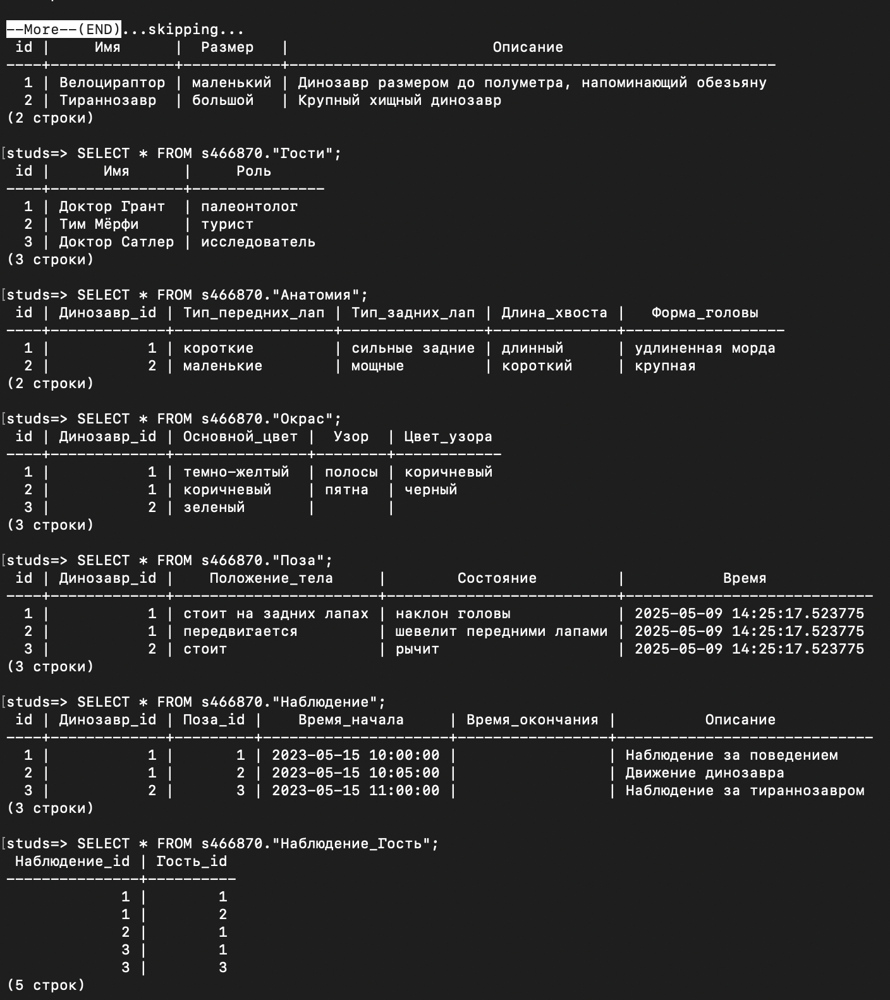 --More--(END)...skipping...
 id |     Имя      |  Размер   |                       Описание
----+--------------+-----------+-------------------------------------------------------
  1 | Велоцираптор | маленький | Динозавр размером до полуметра, напоминающий обезьяну
  2 | Тираннозавр  | большой   | Крупный хищный динозавр
(2 строки)
[studs=> SELECT * FROM s466870."Гости";
 id |      Имя      |     Роль
----+---------------+---------------
  1 | Доктор Грант  | палеонтолог
  2 | Тим Мёрфи     | турист
  3 | Доктор Сатлер | исследователь
(3 строки)
[studs=> SELECT * FROM s466870."Анатомия";
 id | Динозавр_id | Тип_передних_лап | Тип_задних_лап | Длина_хвоста |   Форма_головы
----+-------------+------------------+----------------+--------------+------------------
  1 |           1 | короткие         | сильные задние | длинный      | удлиненная морда
  2 |           2 | маленькие        | мощные         | короткий     | крупная
(2 строки)
[studs=> SELECT * FROM s466870."Окрас";
 id | Динозавр_id | Основной_цвет |  Узор  | Цвет_узора
----+-------------+---------------+--------+------------
  1 |           1 | темно-желтый  | полосы | коричневый
  2 |           1 | коричневый    | пятна  | черный
  3 |           2 | зеленый       |        |
(3 строки)
[studs=> SELECT * FROM s466870."Поза";
 id | Динозавр_id |    Положение_тела     |        Состояние         |           Время
----+-------------+-----------------------+--------------------------+----------------------------
  1 |           1 | стоит на задних лапах | наклон головы            | 2025-05-09 14:25:17.523775
  2 |           1 | передвигается         | шевелит передними лапами | 2025-05-09 14:25:17.523775
  3 |           2 | стоит                 | рычит                    | 2025-05-09 14:25:17.523775
(3 строки)
[studs=> SELECT * FROM s466870."Наблюдение";
 id | Динозавр_id | Поза_id |    Время_начала     | Время_окончания |          Описание
----+-------------+---------+---------------------+-----------------+-----------------------------
  1 |           1 |       1 | 2023-05-15 10:00:00 |                 | Наблюдение за поведением
  2 |           1 |       2 | 2023-05-15 10:05:00 |                 | Движение динозавра
  3 |           2 |       3 | 2023-05-15 11:00:00 |                 | Наблюдение за тираннозавром
(3 строки)
[studs=> SELECT * FROM s466870."Наблюдение_Гость";
 Наблюдение_id | Гость_id
---------------+----------
             1 |        1
             1 |        2
             2 |        1
             3 |        1
             3 |        3
(5 строк)